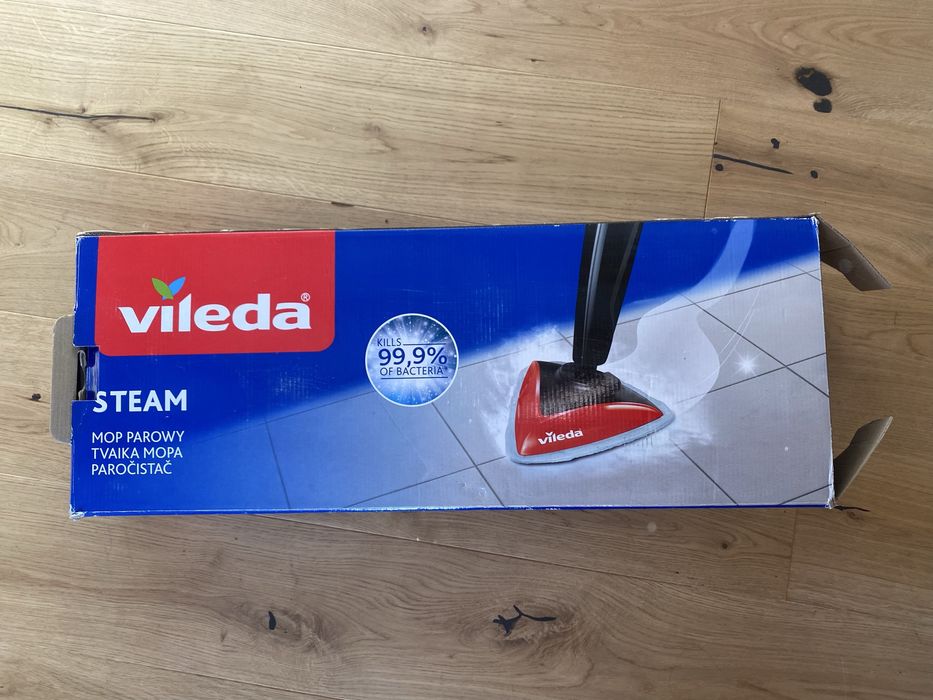 vileda®
KILLS
99,9%
OF BACTERIA*
STEAM
MOP PAROWY
TVAIKA MOPA
PAROČISTAČ
vileda